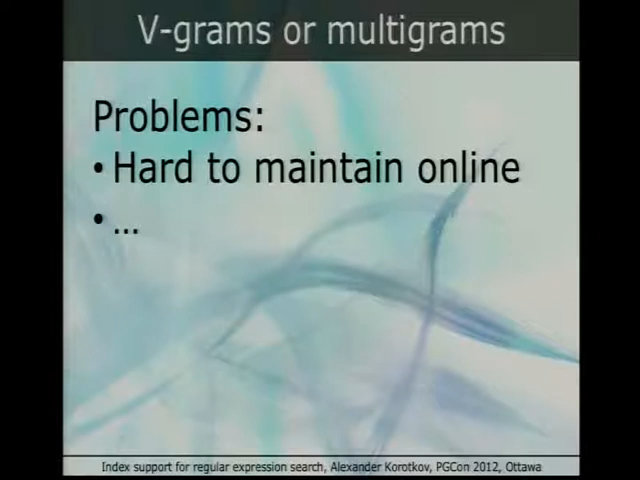 V-grams or multigrams
Problems:
• Hard to maintain online
• ...
Index support for regular expression search, Alexander Korotkov, PGCon 2012, Ottawa